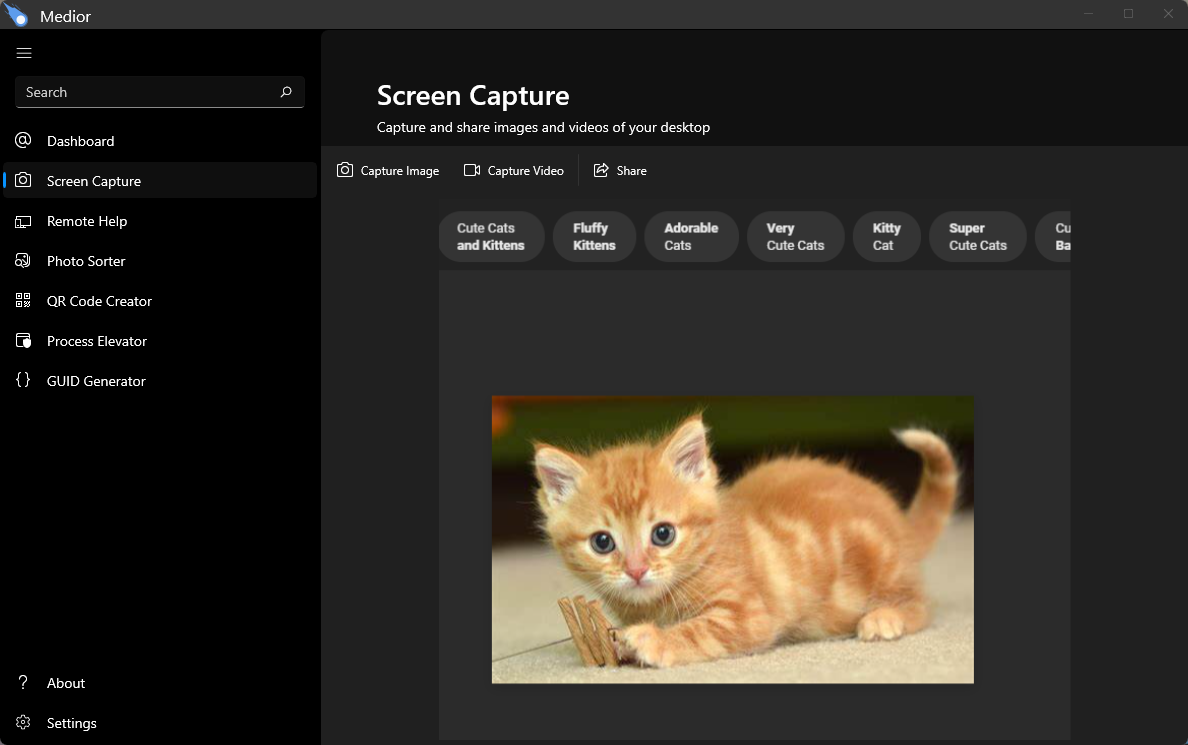 Medior
Search
Dashboard
Screen Capture
Remote Help
Photo Sorter
QR Code Creator
Process Elevator
GUID Generator
About
Settings
Screen Capture
Capture and share images and videos of your desktop
Capture Image
Capture Video
Share
Cute Cats
and Kittens
Fluffy
Kittens
Adorable
Cats
Very
Cute Cats
Kitty
Cat
Super
Cute Cats
Cu
Ba